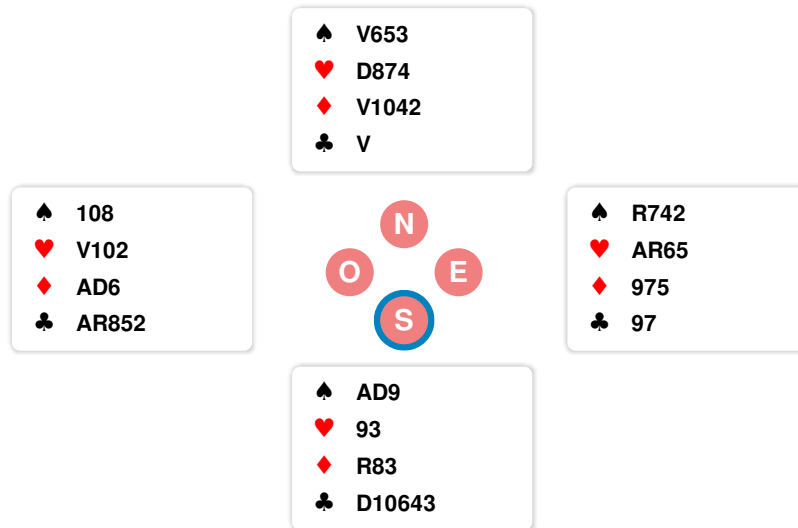 ♠ V653
♥ D874
♦ V1042
♣ V
♠ 108
♥ V102
♦ AD6
♣ AR852
N
O
E
S
♠ R742
♥ AR65
♦ 975
♣ 97
♠ AD9
♥ 93
♦ R83
♣ D10643